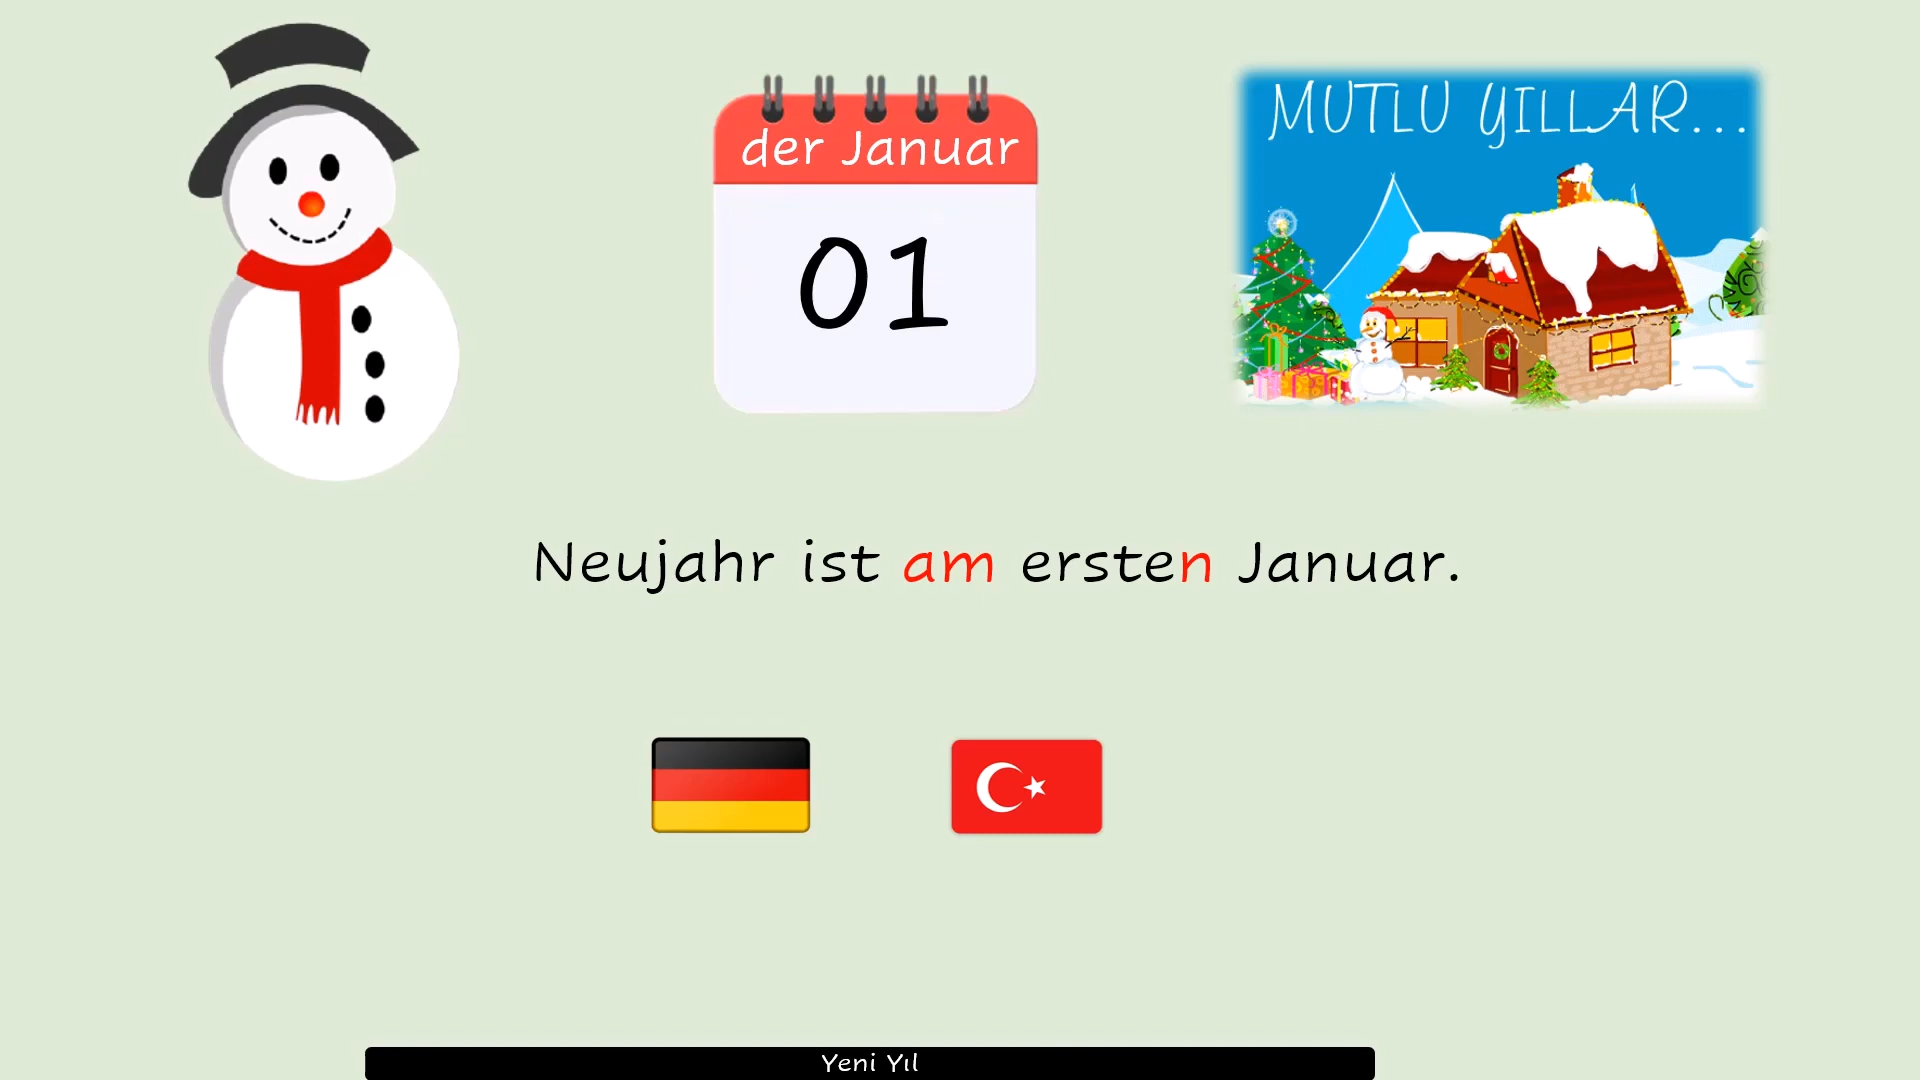 der Januar
01
MUTLU YILLAR...
Neujahr ist am ersten Januar.
Yeni Yıl